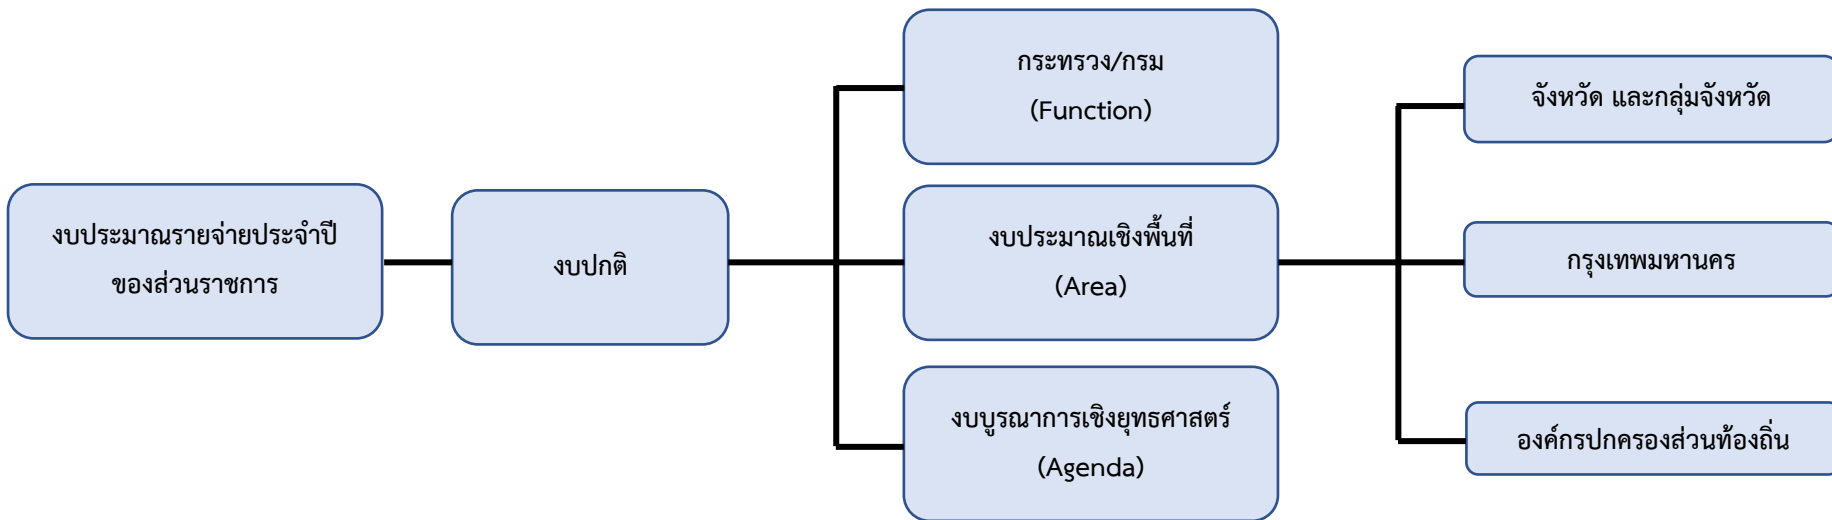 งบประมาณรายจ่ายประจำปี
ของส่วนราชการ
งบปกติ
กระทรวง/กรม
(Function)
งบประมาณเชิงพื้นที่
(Area)
งบบูรณาการเชิงยุทธศาสตร์
(Agenda)
จังหวัด และกลุ่มจังหวัด
กรุงเทพมหานคร
องค์กรปกครองส่วนท้องถิ่น